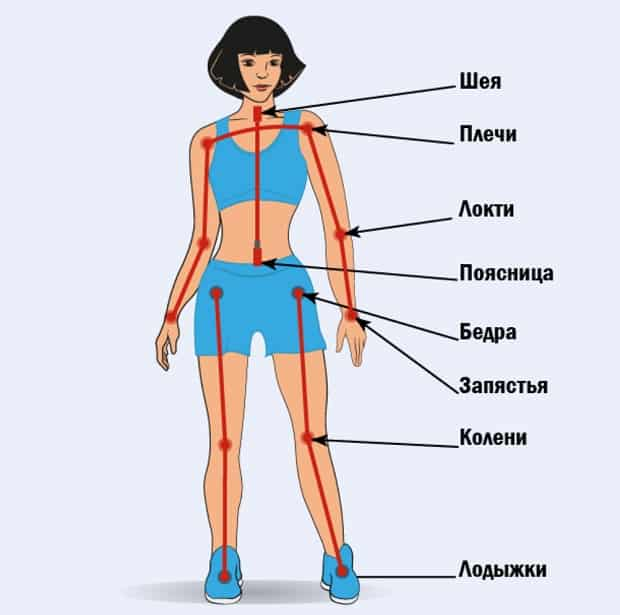 Шея
Плечи
Локти
Поясница
Бедра
Запястья
Колени
Лодыжки